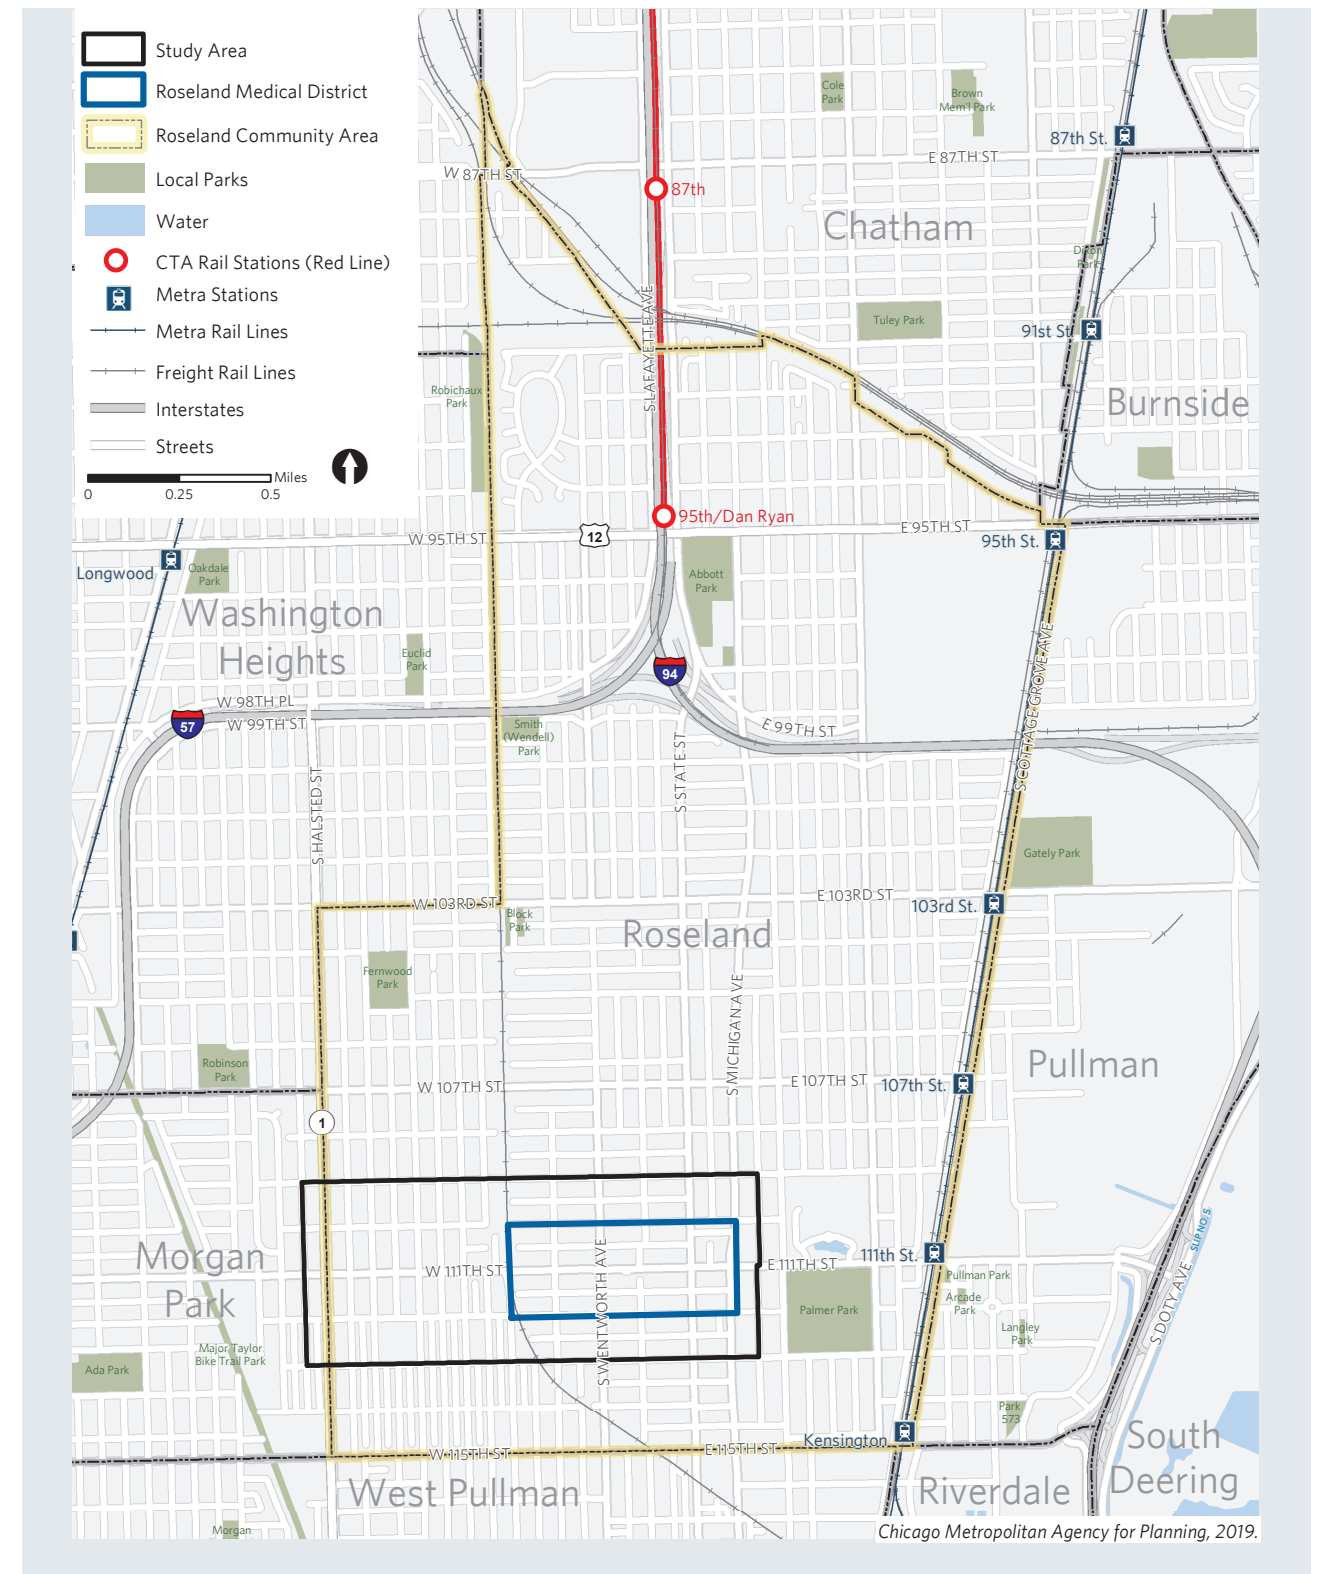 Study Area
Roseland Medical District
Roseland Community Area
Local Parks
Water
CTA Rail Stations (Red Line)
Metra Stations
Metra Rail Lines
Freight Rail Lines
Interstates
Streets
Miles
0
0.25
0.5
Cole
Park
Brown
Mem'l Park
87th St.
E 87TH ST
W 87TH ST
87th
Chatham
Dixon
Park
S LAFAYETTE AVE
Tuley Park
91st St.
Robichaux
Park
Burnside
95th/Dan Ryan
E 95TH ST
W 95TH ST
12
95th St.
Longwood
Oakdale
Park
Abbott
Park
Washington
Heights
Euclid
Park
94
S COTTAGE GROVE AVE
W 98TH PL
57
W 99TH ST
Smith
(Wendell)
Park
E 99TH ST
S STATE ST
S HALSTED ST
Gately Park
E 103RD ST
W 103RD ST
103rd St.
Block
Park
Roseland
Fernwood
Park
S MICHIGAN AVE
Robinson
Park
Pullman
E 107TH ST
107th St.
W 107TH ST
1
SLIP NO. 5
Morgan
Park
S WENTWORTH AVE
111th St.
E 111TH ST
W 111TH ST
Pullman Park
Arcade
Park
Palmer Park
S DOTY AVE
Langley
Park
Major Taylor
Bike Trail Park
Ada Park
Park
573
Kensington
South
Deering
W 115TH ST
E 115TH ST
West Pullman
Riverdale
Morgan
Chicago Metropolitan Agency for Planning, 2019.